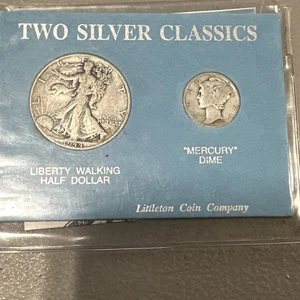 TWO SILVER CLASSICS
LIBERTY WALKING
HALF DOLLAR
"MERCURY"
DIME
Littleton Coin Company